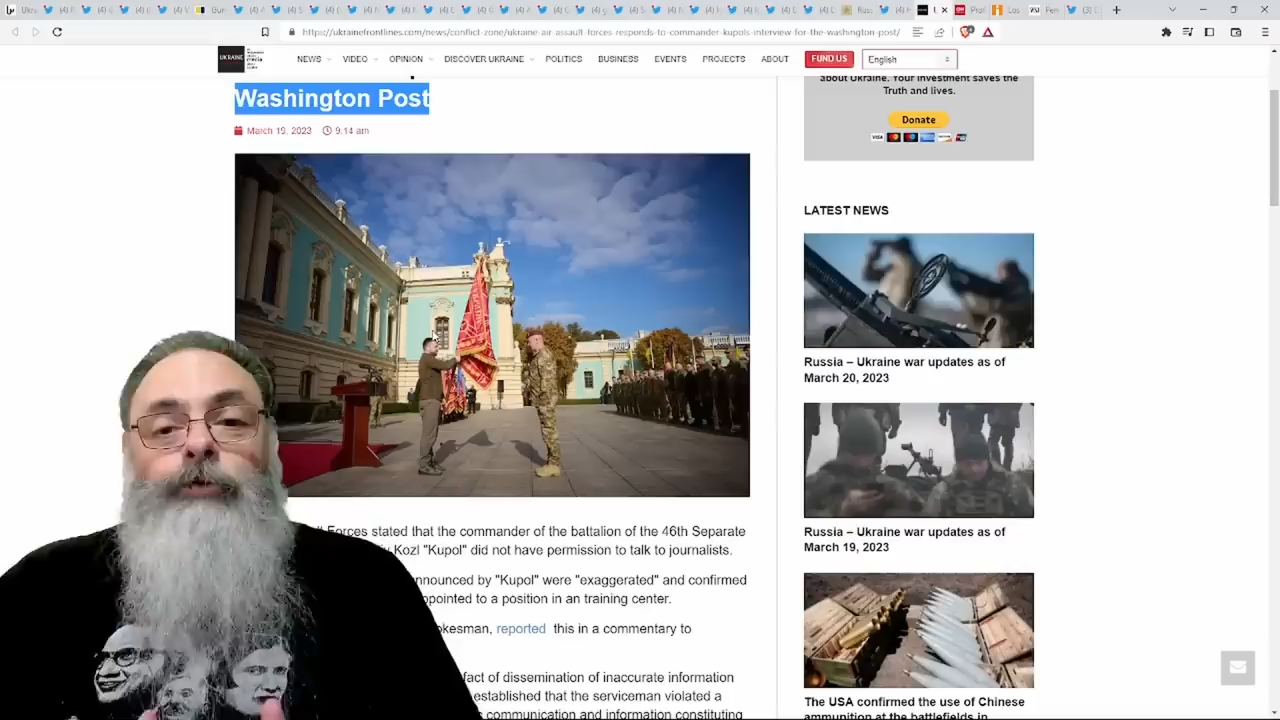 https://ukrainefrontlines.com/news/conflict-zone/ukraine-air-assault-forces-responds-to-commander-kupols-interview-for-the-washington-post/
UKRAINE
NEWS VIDEO OPINION DISCOVER UKRAINE POLITICS BUSINESS EVENTS PROJECTS ABOUT FUND US English
Washington Post
March 19, 2023 9:14 am
Forces stated that the commander of the battalion of the 46th Separate
Kozl "Kupol" did not have permission to talk to journalists.
nnounced by "Kupol" were "exaggerated" and confirmed
ppointed to a position in an training center.
kesman, reported this in a commentary to
fact of dissemination of inaccurate information
established that the serviceman violated a
communication and information constituting
about Ukraine. Your investment saves the
Truth and lives.
Donate
VISA
LATEST NEWS
Russia – Ukraine war updates as of
March 20, 2023
Russia – Ukraine war updates as of
March 19, 2023
The USA confirmed the use of Chinese
ammunition at the battlefields in